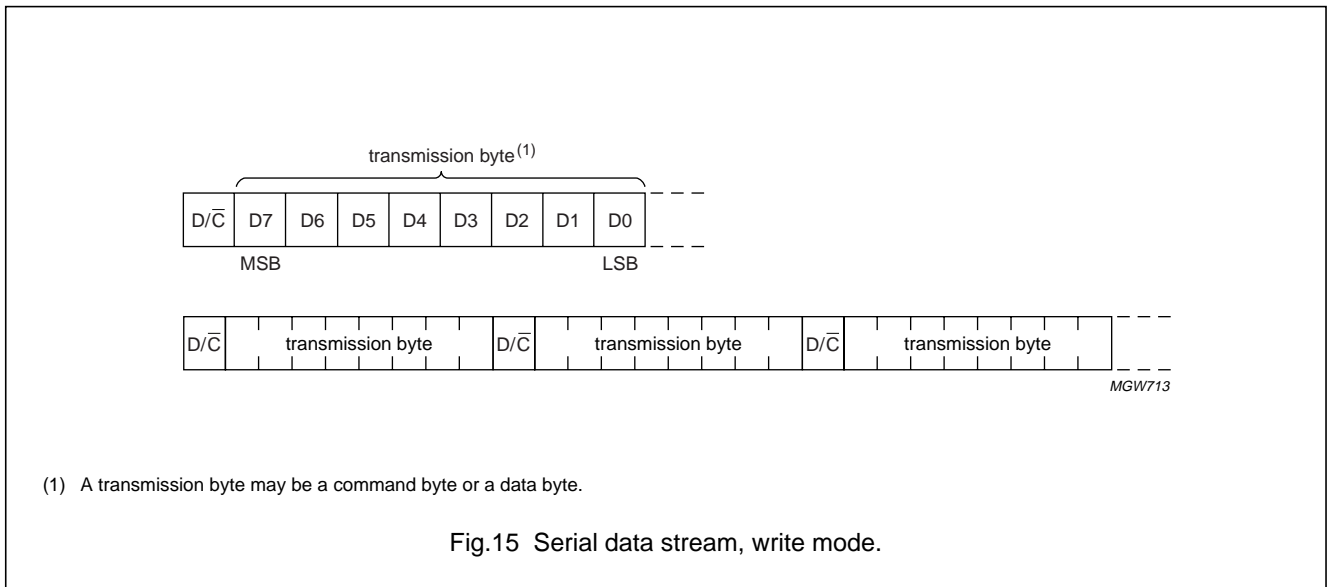 transmission byte(1)
D/C̅ D7 D6 D5 D4 D3 D2 D1 D0
MSB LSB
D/C̅ transmission byte D/C̅ transmission byte D/C̅ transmission byte
MGW713
(1) A transmission byte may be a command byte or a data byte.
Fig.15 Serial data stream, write mode.